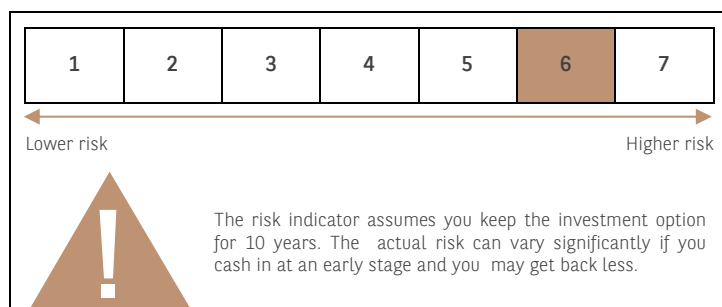 1 2 3 4 5 6 7
Lower risk Higher risk
!
The risk indicator assumes you keep the investment option
for 10 years. The actual risk can vary significantly if you
cash in at an early stage and you may get back less.